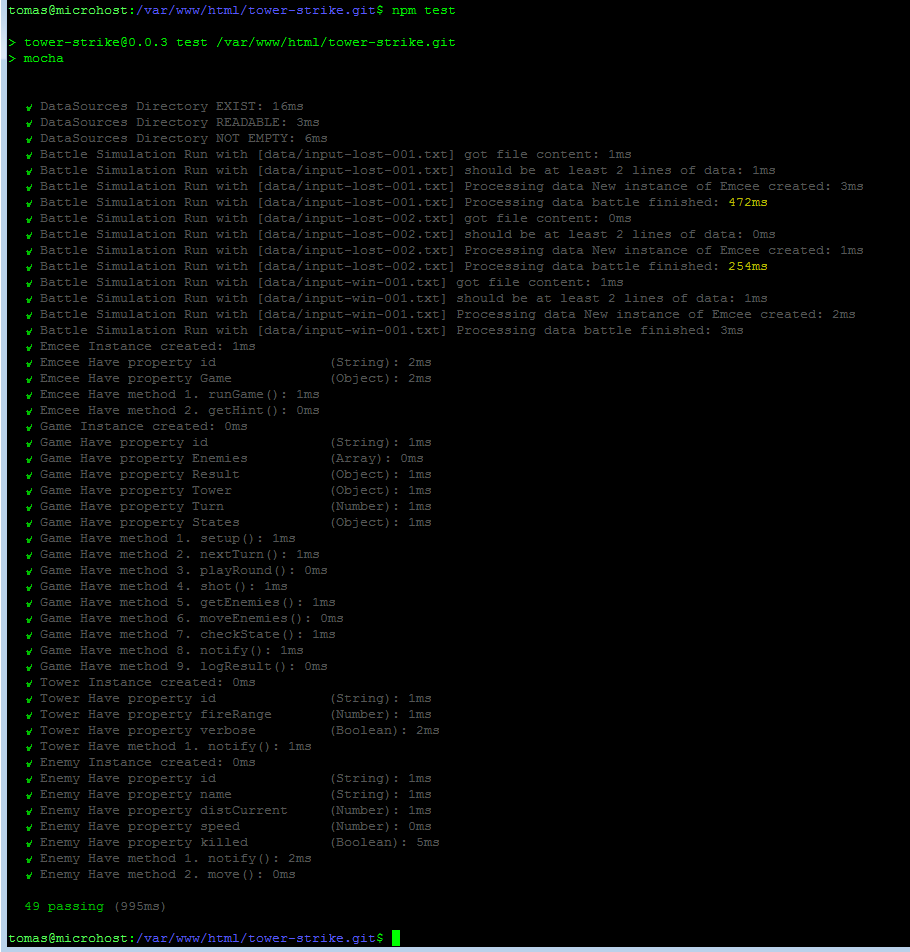 tomas@microhost:/var/www/html/tower-strike.git$ npm test
> tower-strike@0.0.3 test /var/www/html/tower-strike.git
> mocha
✓ DataSources Directory EXIST: 16ms
✓ DataSources Directory READABLE: 3ms
✓ DataSources Directory NOT EMPTY: 6ms
✓ Battle Simulation Run with [data/input-lost-001.txt] got file content: 1ms
✓ Battle Simulation Run with [data/input-lost-001.txt] should be at least 2 lines of data: 1ms
✓ Battle Simulation Run with [data/input-lost-001.txt] Processing data New instance of Emcee created: 3ms
✓ Battle Simulation Run with [data/input-lost-001.txt] Processing data battle finished: 472ms
✓ Battle Simulation Run with [data/input-lost-002.txt] got file content: 0ms
✓ Battle Simulation Run with [data/input-lost-002.txt] should be at least 2 lines of data: 0ms
✓ Battle Simulation Run with [data/input-lost-002.txt] Processing data New instance of Emcee created: 1ms
✓ Battle Simulation Run with [data/input-lost-002.txt] Processing data battle finished: 254ms
✓ Battle Simulation Run with [data/input-win-001.txt] got file content: 1ms
✓ Battle Simulation Run with [data/input-win-001.txt] should be at least 2 lines of data: 1ms
✓ Battle Simulation Run with [data/input-win-001.txt] Processing data New instance of Emcee created: 2ms
✓ Battle Simulation Run with [data/input-win-001.txt] Processing data battle finished: 3ms
✓ Emcee Instance created: 1ms
✓ Emcee Have property id (String): 2ms
✓ Emcee Have property Game (Object): 2ms
✓ Emcee Have method 1. runGame(): 1ms
✓ Emcee Have method 2. getHint(): 0ms
✓ Game Instance created: 0ms
✓ Game Have property id (String): 1ms
✓ Game Have property Enemies (Array): 0ms
✓ Game Have property Result (Object): 1ms
✓ Game Have property Tower (Object): 1ms
✓ Game Have property Turn (Number): 1ms
✓ Game Have property States (Object): 1ms
✓ Game Have method 1. setup(): 1ms
✓ Game Have method 2. nextTurn(): 1ms
✓ Game Have method 3. playRound(): 0ms
✓ Game Have method 4. shot(): 1ms
✓ Game Have method 5. getEnemies(): 1ms
✓ Game Have method 6. moveEnemies(): 0ms
✓ Game Have method 7. checkState(): 1ms
✓ Game Have method 8. notify(): 1ms
✓ Game Have method 9. logResult(): 0ms
✓ Tower Instance created: 0ms
✓ Tower Have property id (String): 1ms
✓ Tower Have property fireRange (Number): 1ms
✓ Tower Have property verbose (Boolean): 2ms
✓ Tower Have method 1. notify(): 1ms
✓ Enemy Instance created: 0ms
✓ Enemy Have property id (String): 1ms
✓ Enemy Have property name (String): 1ms
✓ Enemy Have property distCurrent (Number): 1ms
✓ Enemy Have property speed (Number): 0ms
✓ Enemy Have property killed (Boolean): 5ms
✓ Enemy Have method 1. notify(): 2ms
✓ Enemy Have method 2. move(): 0ms
49 passing (995ms)
tomas@microhost:/var/www/html/tower-strike.git$